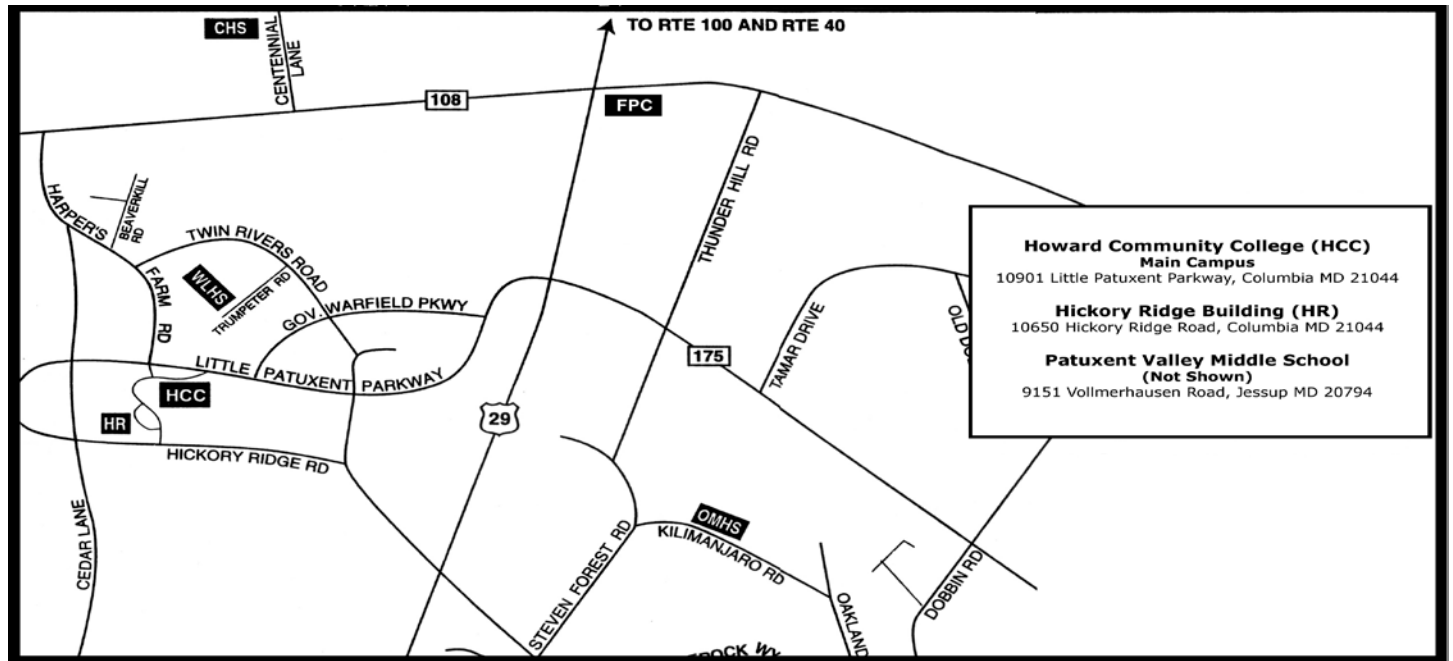 TO RTE 100 AND RTE 40
CHS
CENTENNIAL
LANE
108
FPC
THUNDER HILL RD
HARPER'S
FARM RD
BEAVERKILL
RD
TWIN RIVERS ROAD
WLHS
TRUMPETER RD
GOV. WARFIELD PKWY
LITTLE PATUXENT PARKWAY
HCC
HR
HICKORY RIDGE RD
CEDAR LANE
29
175
TAMAR DRIVE
OLD
Howard Community College (HCC)
Main Campus
10901 Little Patuxent Parkway, Columbia MD 21044
Hickory Ridge Building (HR)
10650 Hickory Ridge Road, Columbia MD 21044
Patuxent Valley Middle School
(Not Shown)
9151 Vollmerhausen Road, Jessup MD 20794
OMHS
KILIMANJARO RD
STEVEN FOREST RD
OAKLAND
DOBBIN RD